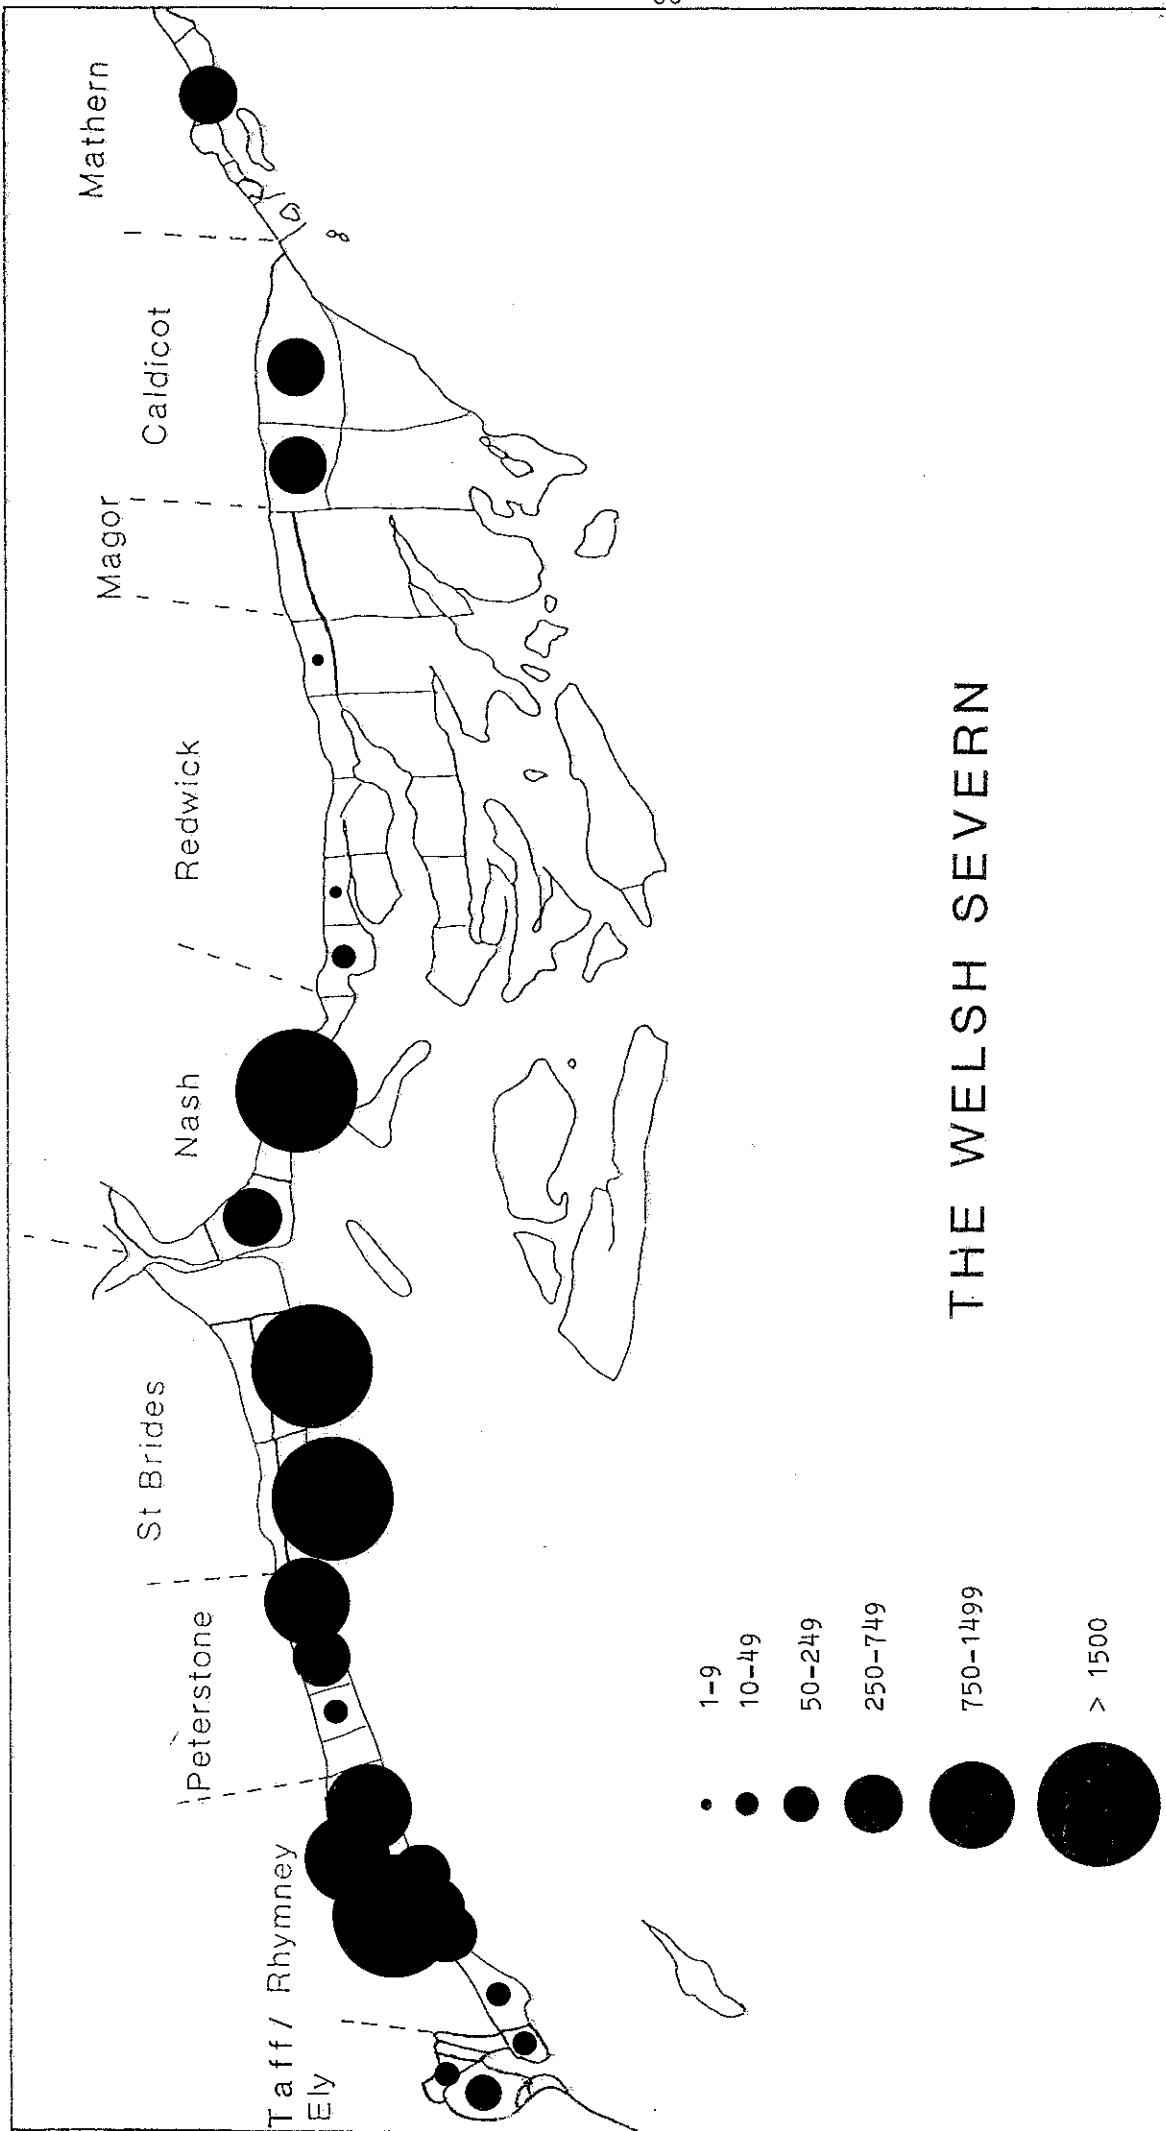 Taff/ Rhymney
Ely
Peterstone
St Brides
Nash
Redwick
Magor
Caldicot
Mathern
THE WELSH SEVERN
1-9
10-49
50-249
250-749
750-1499
> 1500